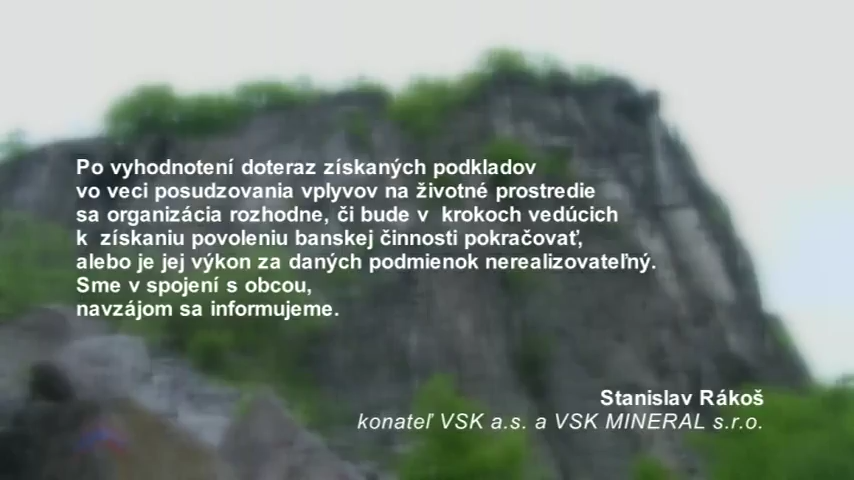 Po vyhodnotení doteraz získaných podkladov
vo veci posudzovania vplyvov na životné prostredie
sa organizácia rozhodne, či bude v krokoch vedúcich
k získaniu povoleniu banskej činnosti pokračovať,
alebo je jej výkon za daných podmienok nerealizovateľný.
Sme v spojení s obcou,
navzájom sa informujeme.
Stanislav Rákoš
konateľ VSK a.s. a VSK MINERAL s.r.o.